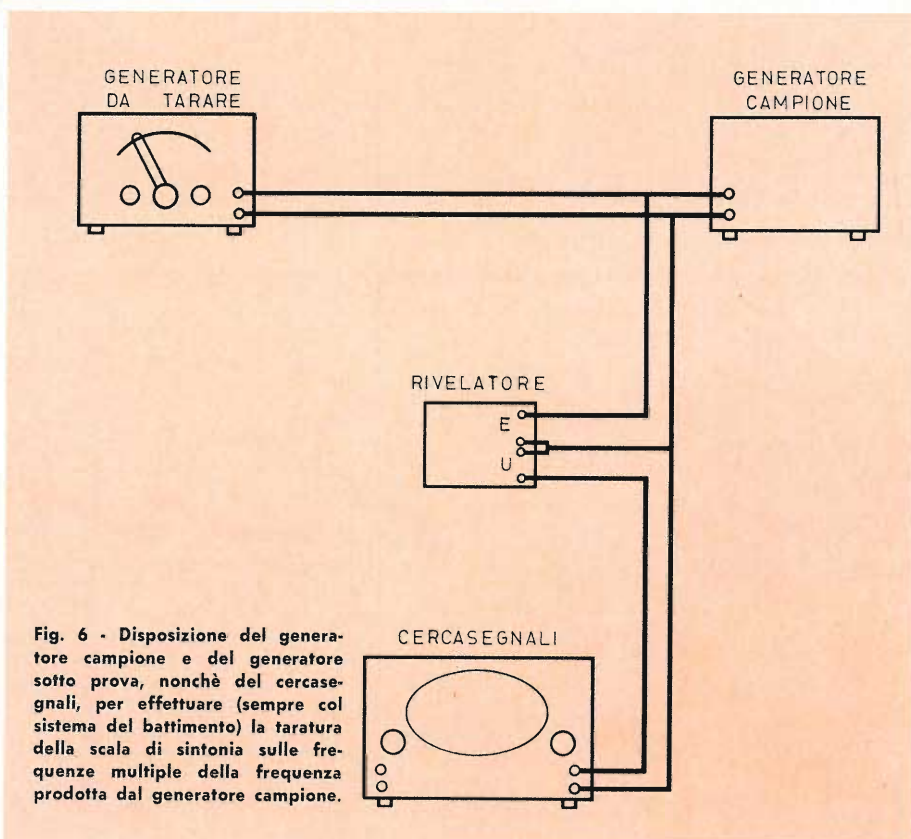 GENERATORE
DA TARARE
GENERATORE
CAMPIONE
RIVELATORE
E
U
CERCASEGNALI
Fig. 6 - Disposizione del genera-
tore campione e del generatore
sotto prova, nonchè del cercase-
gnali, per effettuare (sempre col
sistema del battimento) la taratura
della scala di sintonia sulle fre-
quenze multiple della frequenza
prodotta dal generatore campione.